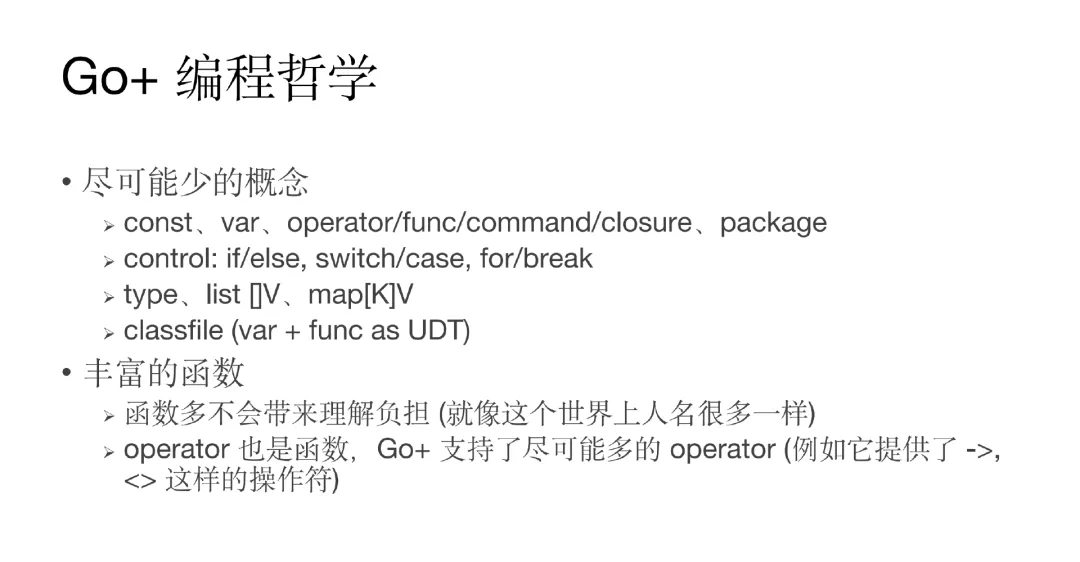 Go+ 编程哲学
• 尽可能少的概念
➢ const、var、operator/func/command/closure、package
➢ control: if/else, switch/case, for/break
➢ type、list []V、map[K]V
➢ classfile (var + func as UDT)
• 丰富的函数
➢ 函数多不会带来理解负担 (就像这个世界上人名很多一样)
➢ operator 也是函数，Go+ 支持了尽可能多的 operator (例如它提供了 ->,
<> 这样的操作符)